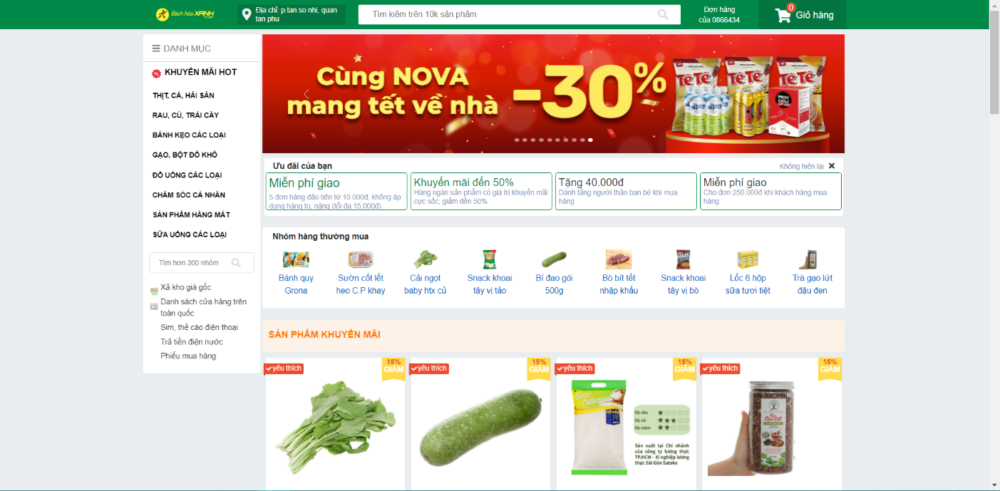 Bách hóa XANH
.com
Địa chỉ: p.tan so nhi, quan
tan phu
Tìm kiếm trên 10k sản phẩm
Đơn hàng
của 0866434
0
Giỏ hàng
DANH MỤC
% KHUYẾN MÃI HOT
THỊT, CÁ, HẢI SẢN
RAU, CỦ, TRÁI CÂY
BÁNH KẸO CÁC LOẠI
GẠO, BỘT ĐỒ KHÔ
ĐỒ UỐNG CÁC LOẠI
CHĂM SÓC CÁ NHÂN
SẢN PHẨM HÀNG MÁT
SỮA UỐNG CÁC LOẠI
Tìm hơn 300 nhóm
Xả kho giá gốc
Danh sách cửa hàng trên
toàn quốc
Sim, thẻ cào điện thoại
Trả tiền điện nước
Phiếu mua hàng
Cùng NOVA
mang tết về nhà
-30%
TêTê TêTê TêTê
PHIN
DELI
Ưu đãi của bạn
Không hiện lại
Miễn phí giao
5 đơn hàng đầu tiên từ 10.000đ, không áp
dụng hàng to, nặng (tối đa 15.000đ)
Khuyến mãi đến 50%
Hàng ngàn sản phẩm có giá trị khuyến mãi
cực sốc, giảm đến 50%
Tặng 40.000đ
Dành tặng người thân bạn bè khi mua
hàng
Miễn phí giao
Cho đơn 250.000đ khi khách hàng mua
hàng
Nhóm hàng thường mua
Bánh quy
Grona
Sườn cốt lết
heo C.P khay
Cải ngọt
baby htx củ
Snack khoai
tây vị tảo
Bí đao gói
500g
Bò bít tết
nhập khẩu
Snack khoai
tây vị bò
Lốc 6 hộp
sữa tươi tiệt
Trà gạo lứt
đậu đen
SẢN PHẨM KHUYẾN MÃI
yêu thích
15%
GIẢM
yêu thích
15%
GIẢM
yêu thích
15%
GIẢM
Độ dẻo
Độ nở
Độ mềm
Sản xuất tại Chi nhánh
của công ty lương thực
TP.HCM - Xí nghiệp lương
thực Sài Gòn Satake
yêu thích
15%
GIẢM
Gạo Lứt